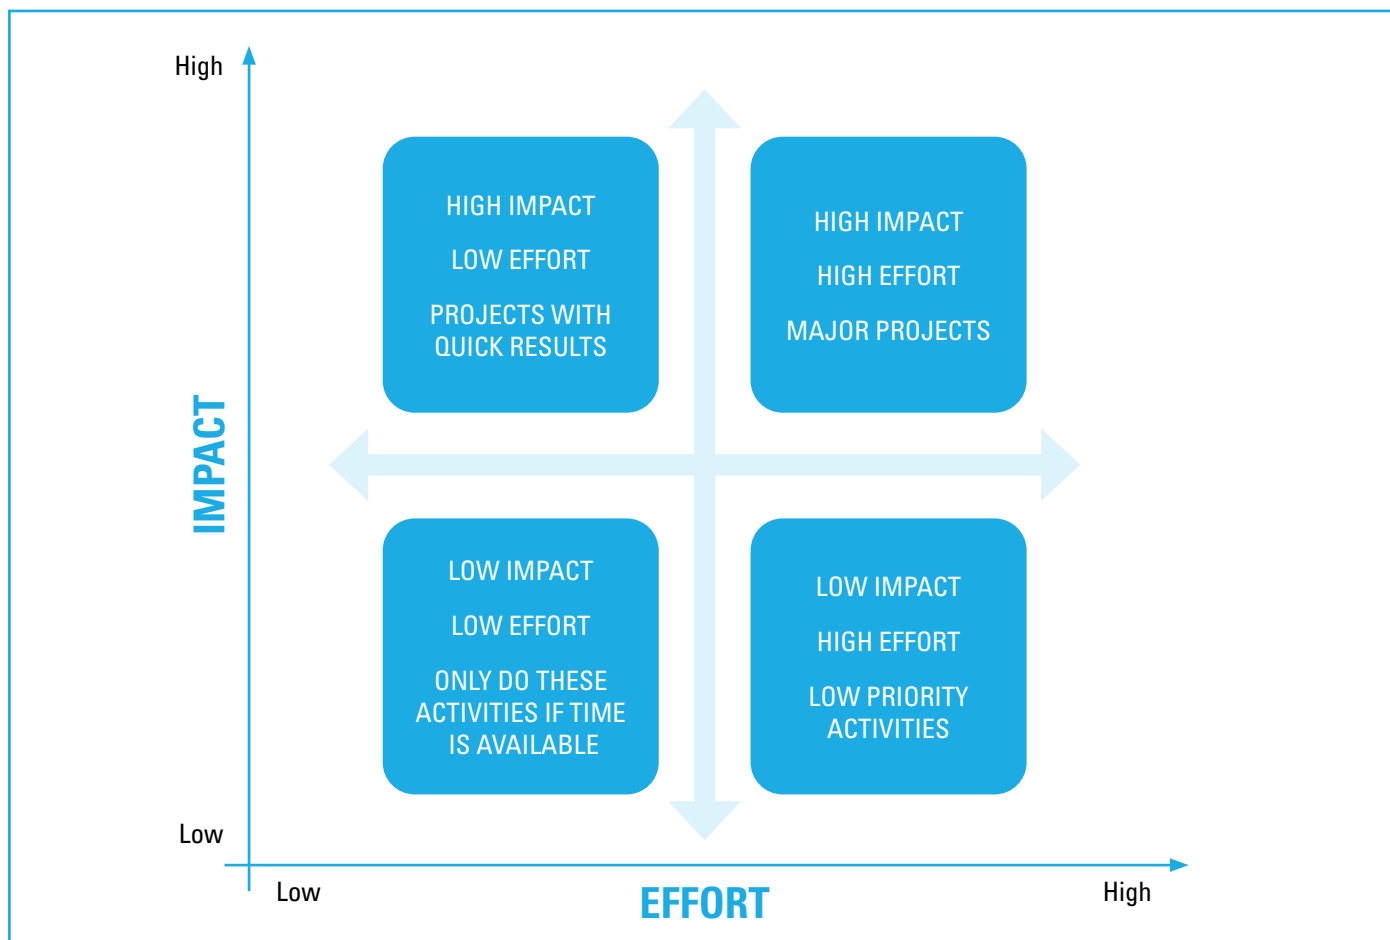 High
HIGH IMPACT
LOW EFFORT
PROJECTS WITH
QUICK RESULTS
HIGH IMPACT
HIGH EFFORT
MAJOR PROJECTS
IMPACT
LOW IMPACT
LOW EFFORT
ONLY DO THESE
ACTIVITIES IF TIME
IS AVAILABLE
LOW IMPACT
HIGH EFFORT
LOW PRIORITY
ACTIVITIES
Low
Low
EFFORT
High